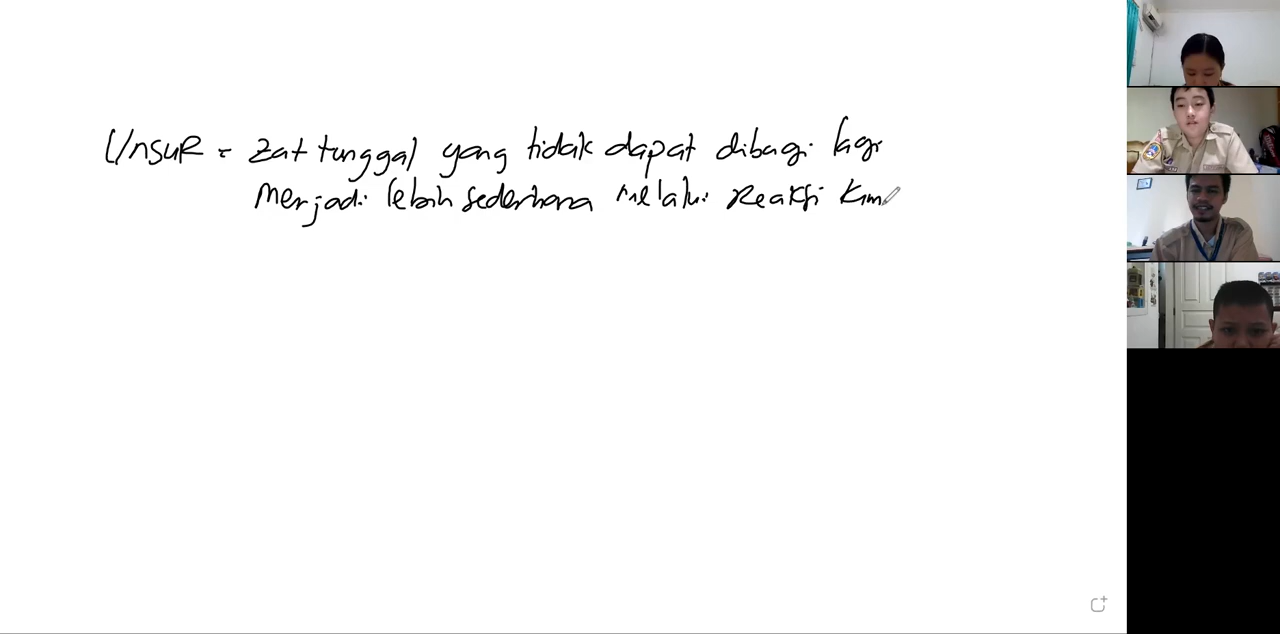 Unsur = zat tunggal yang tidak dapat dibagi lagi
Menjadi lebih sederhana melalui Reaksi Kim